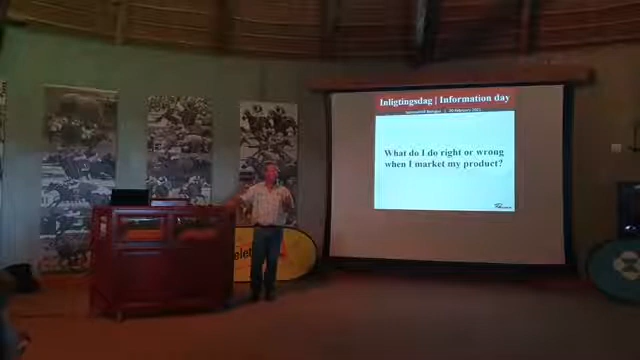 Inligtingsdag | Information day
What do I do right or wrong
when I market my product?